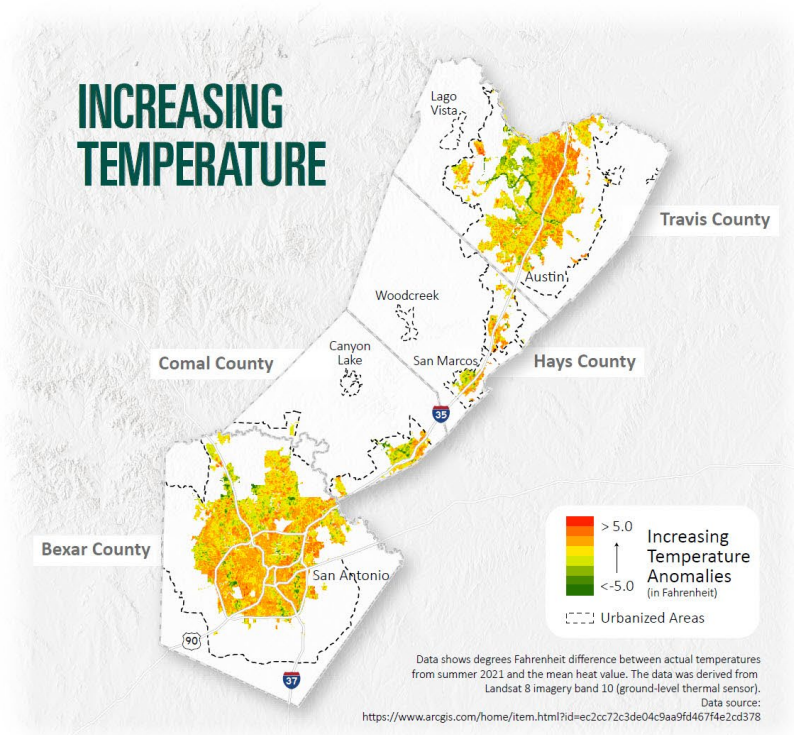 INCREASING
TEMPERATURE
Lago
Vista
Travis County
Austin
Woodcreek
Canyon
Lake
Comal County
San Marcos
Hays County
35
Bexar County
San Antonio
90
37
> 5.0
<-5.0
Increasing
Temperature
Anomalies
(in Fahrenheit)
Urbanized Areas
Data shows degrees Fahrenheit difference between actual temperatures
from summer 2021 and the mean heat value. The data was derived from
Landsat 8 imagery band 10 (ground-level thermal sensor).
Data source:
https://www.arcgis.com/home/item.html?id=ec2cc72c3de04c9aa9fd467f4e2cd378